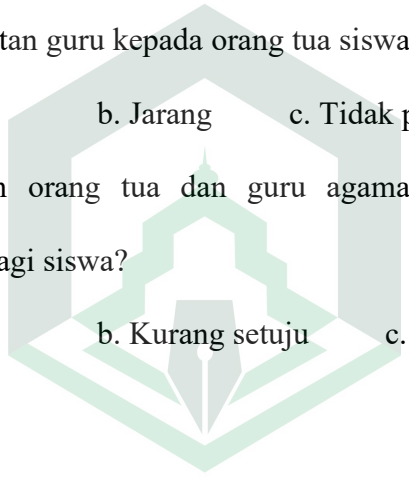 tan guru kepada orang tua siswa
b. Jarang c. Tidak
orang tua dan guru agama
agi siswa?
b. Kurang setuju c.